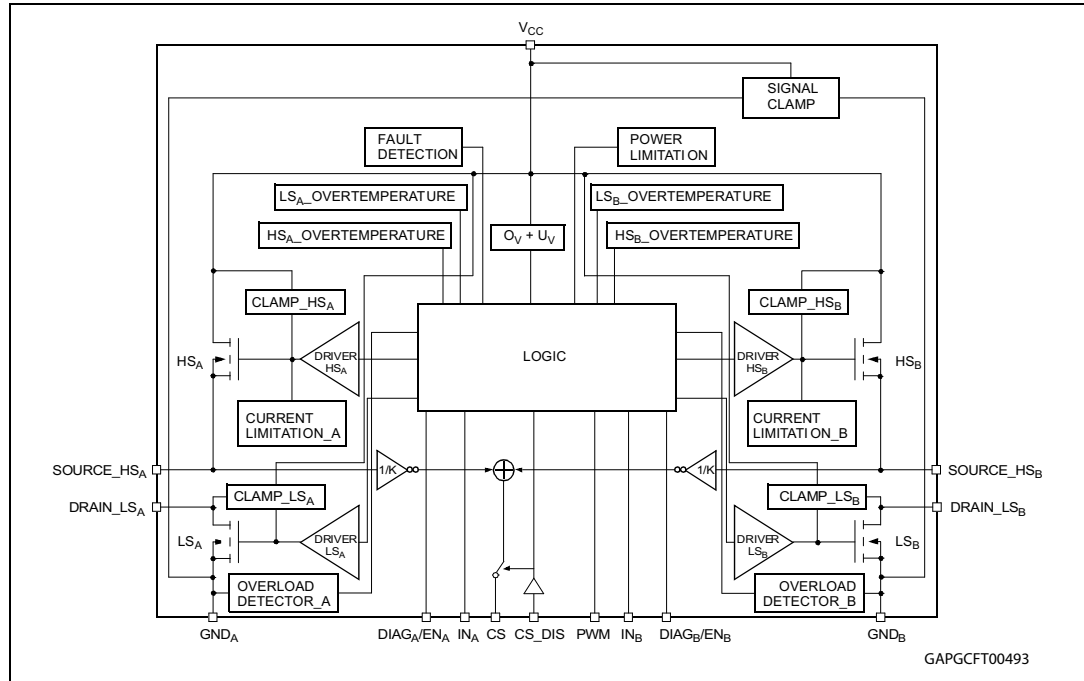 VCC
SIGNAL
CLAMP
FAULT
DETECTION
POWER
LIMITATION
LSA_OVERTEMPERATURE
LSB_OVERTEMPERATURE
HSA_OVERTEMPERATURE
OV + UV
HSB_OVERTEMPERATURE
CLAMP_HSA
CLAMP_HSB
HSA
DRIVER
HSA
LOGIC
DRIVER
HSB
HSB
CURRENT
LIMITATION_A
CURRENT
LIMITATION_B
SOURCE_HSA
1/K
1/K
SOURCE_HSB
CLAMP_LSA
CLAMP_LSB
DRAIN_LSA
DRAIN_LSB
LSA
DRIVER
LSA
DRIVER
LSB
LSB
OVERLOAD
DETECTOR_A
OVERLOAD
DETECTOR_B
GNDA
DIAGA/ENA
INA
CS
CS_DIS
PWM
INB
DIAGB/ENB
GNDB
GAPGCFT00493